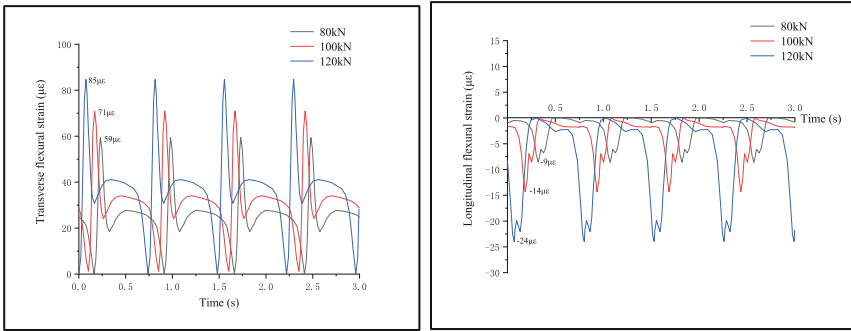 80kN
100kN
120kN
Transverse flexural strain (με)
100
80
60
40
20
0
85με
71με
59με
0.0 0.5 1.0 1.5 2.0 2.5 3.0
Time (s)
80kN
100kN
120kN
Longitudinal flexural strain (με)
15
10
5
0
-5
-10
-15
-20
-25
-30
0.5 1.0 1.5 2.0 2.5 3.0
Time (s)
-9με
-14με
-24με